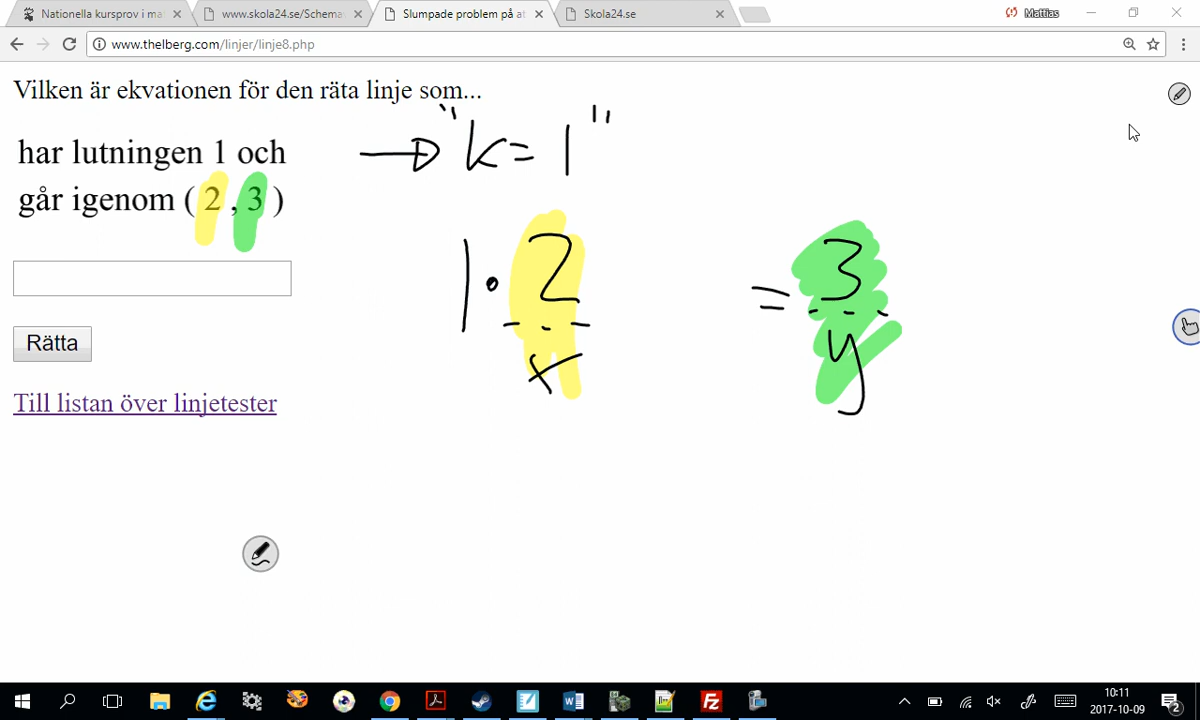 Nationella kursprov i ma
www.skola24.se/Schema
Slumpade problem på at
Skola24.se
Mattias
www.thelberg.com/linjer/linje8.php
Vilken är ekvationen för den räta linje som...
har lutningen 1 och
går igenom ( 2 , 3 )
→ "k = 1"
1 · 2 = 3
x y
Rätta
Till listan över linjetester
10:11
2017-10-09
2